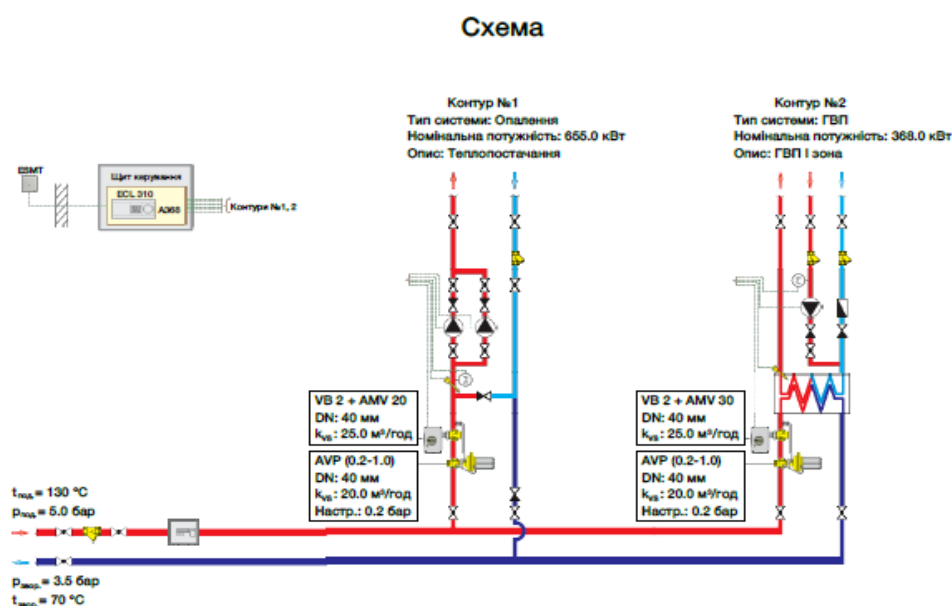 Схема
Контур №1
Тип системи: Опалення
Номінальна потужність: 655.0 кВт
Опис: Теплопостачання
Контур №2
Тип системи: ГВП
Номінальна потужність: 368.0 кВт
Опис: ГВП I зона
ESMT
Щит керування
ECL 310
A368
Контури №1, 2
VB 2 + AMV 20
DN: 40 мм
kvs: 25.0 м³/год
AVP (0.2-1.0)
DN: 40 мм
kvs: 20.0 м³/год
Настр.: 0.2 бар
VB 2 + AMV 30
DN: 40 мм
kvs: 25.0 м³/год
AVP (0.2-1.0)
DN: 40 мм
kvs: 20.0 м³/год
Настр.: 0.2 бар
tпод. = 130 °C
pпод. = 5.0 бар
pзвор. = 3.5 бар
tзвор. = 70 °C